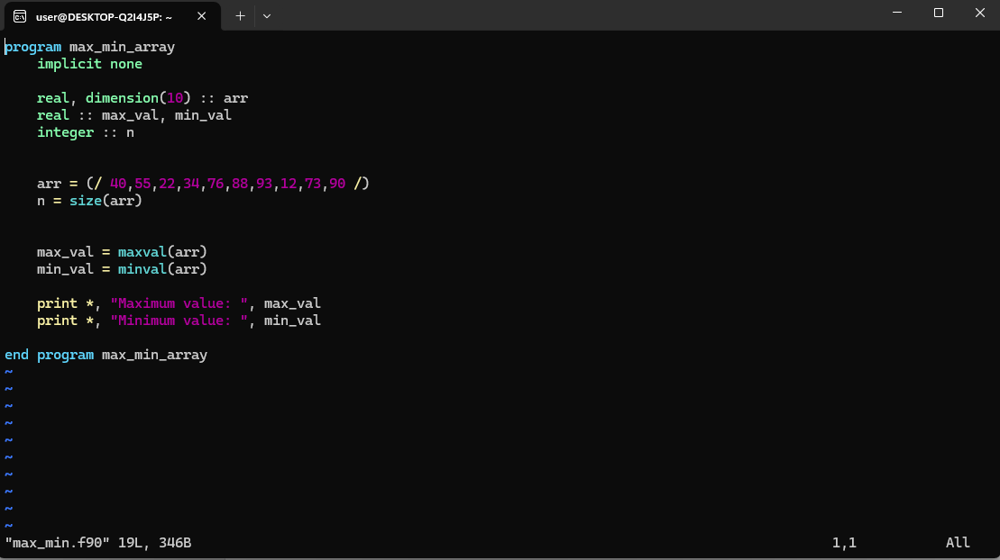 user@DESKTOP-Q2I4J5P: ~
program max_min_array
    implicit none

    real, dimension(10) :: arr
    real :: max_val, min_val
    integer :: n


    arr = (/ 40,55,22,34,76,88,93,12,73,90 /)
    n = size(arr)


    max_val = maxval(arr)
    min_val = minval(arr)

    print *, "Maximum value: ", max_val
    print *, "Minimum value: ", min_val

end program max_min_array
~
~
~
~
~
~
~
~
~
~
"max_min.f90" 19L, 346B 1,1 All